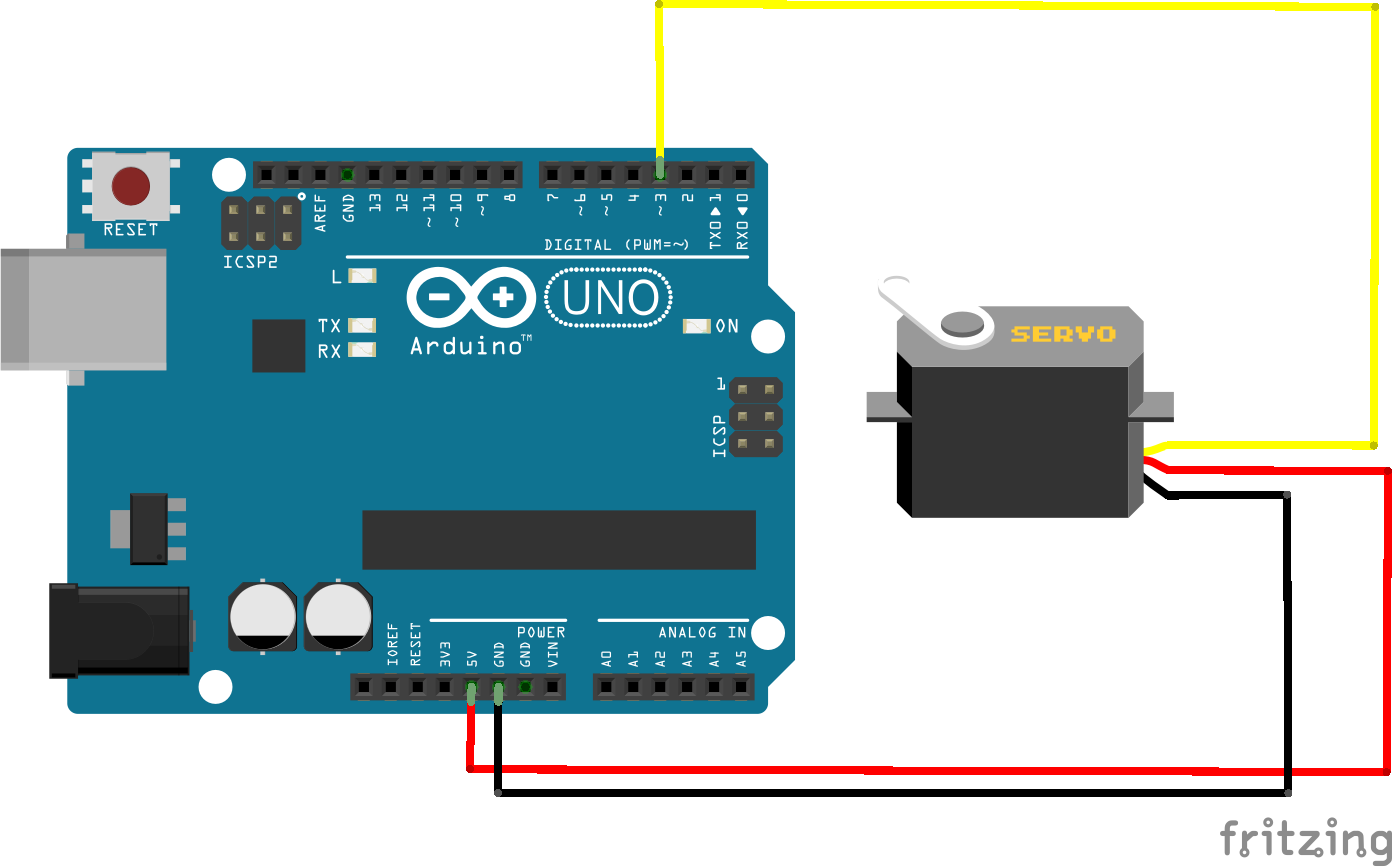 RESET
ICSP2
AREF
GND
13
12
~11
~10
~9
8
7
~6
~5
4
~3
2
TX0▶1
RX0◀0
DIGITAL (PWM=~)
L
TX
RX
Arduino™
UNO
ON
1
ICSP
SERVO
IOREF
RESET
3V3
5V
GND
GND
VIN
POWER
ANALOG IN
A0
A1
A2
A3
A4
A5
fritzing